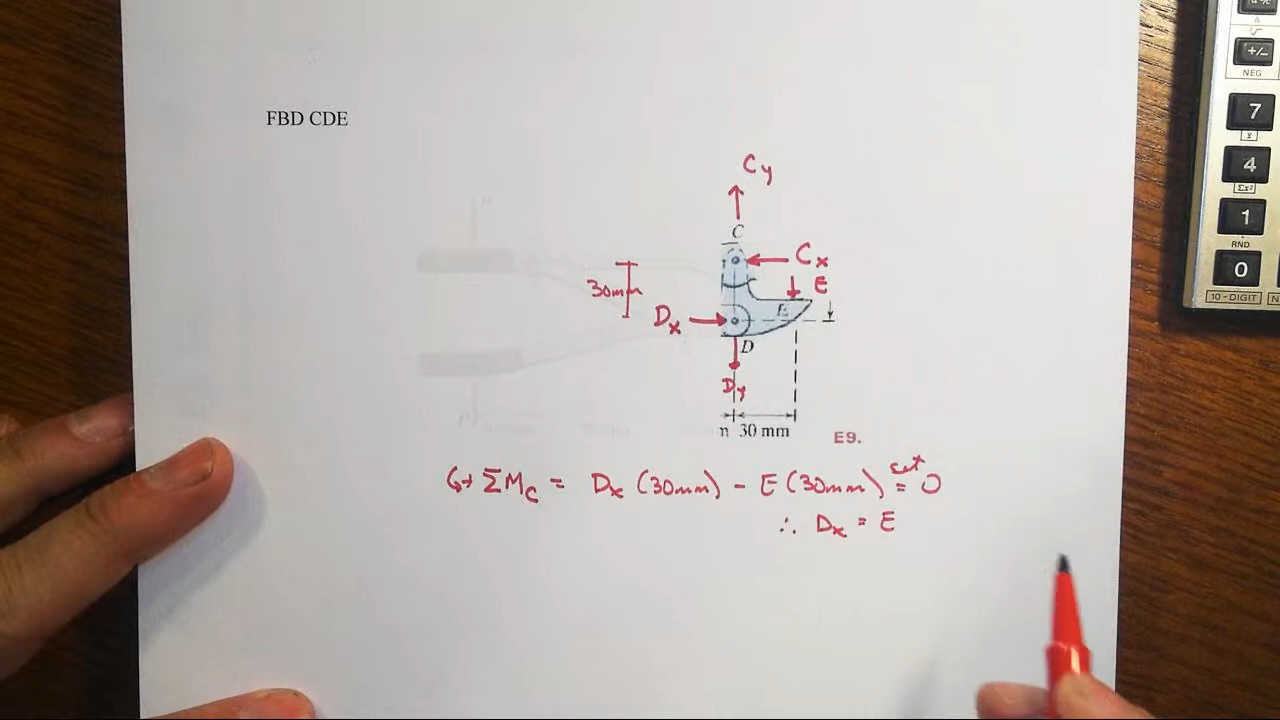 FBD CDE
Cy
C
Cx
E
30mm
Dx
E
D
Dy
n 30 mm
E9.
↺+ ΣMC = Dx (30mm) - E (30mm) set = 0
∴ Dx = E
+/-
NEG
7
4
Σx²
1
RND
0
10-DIGIT